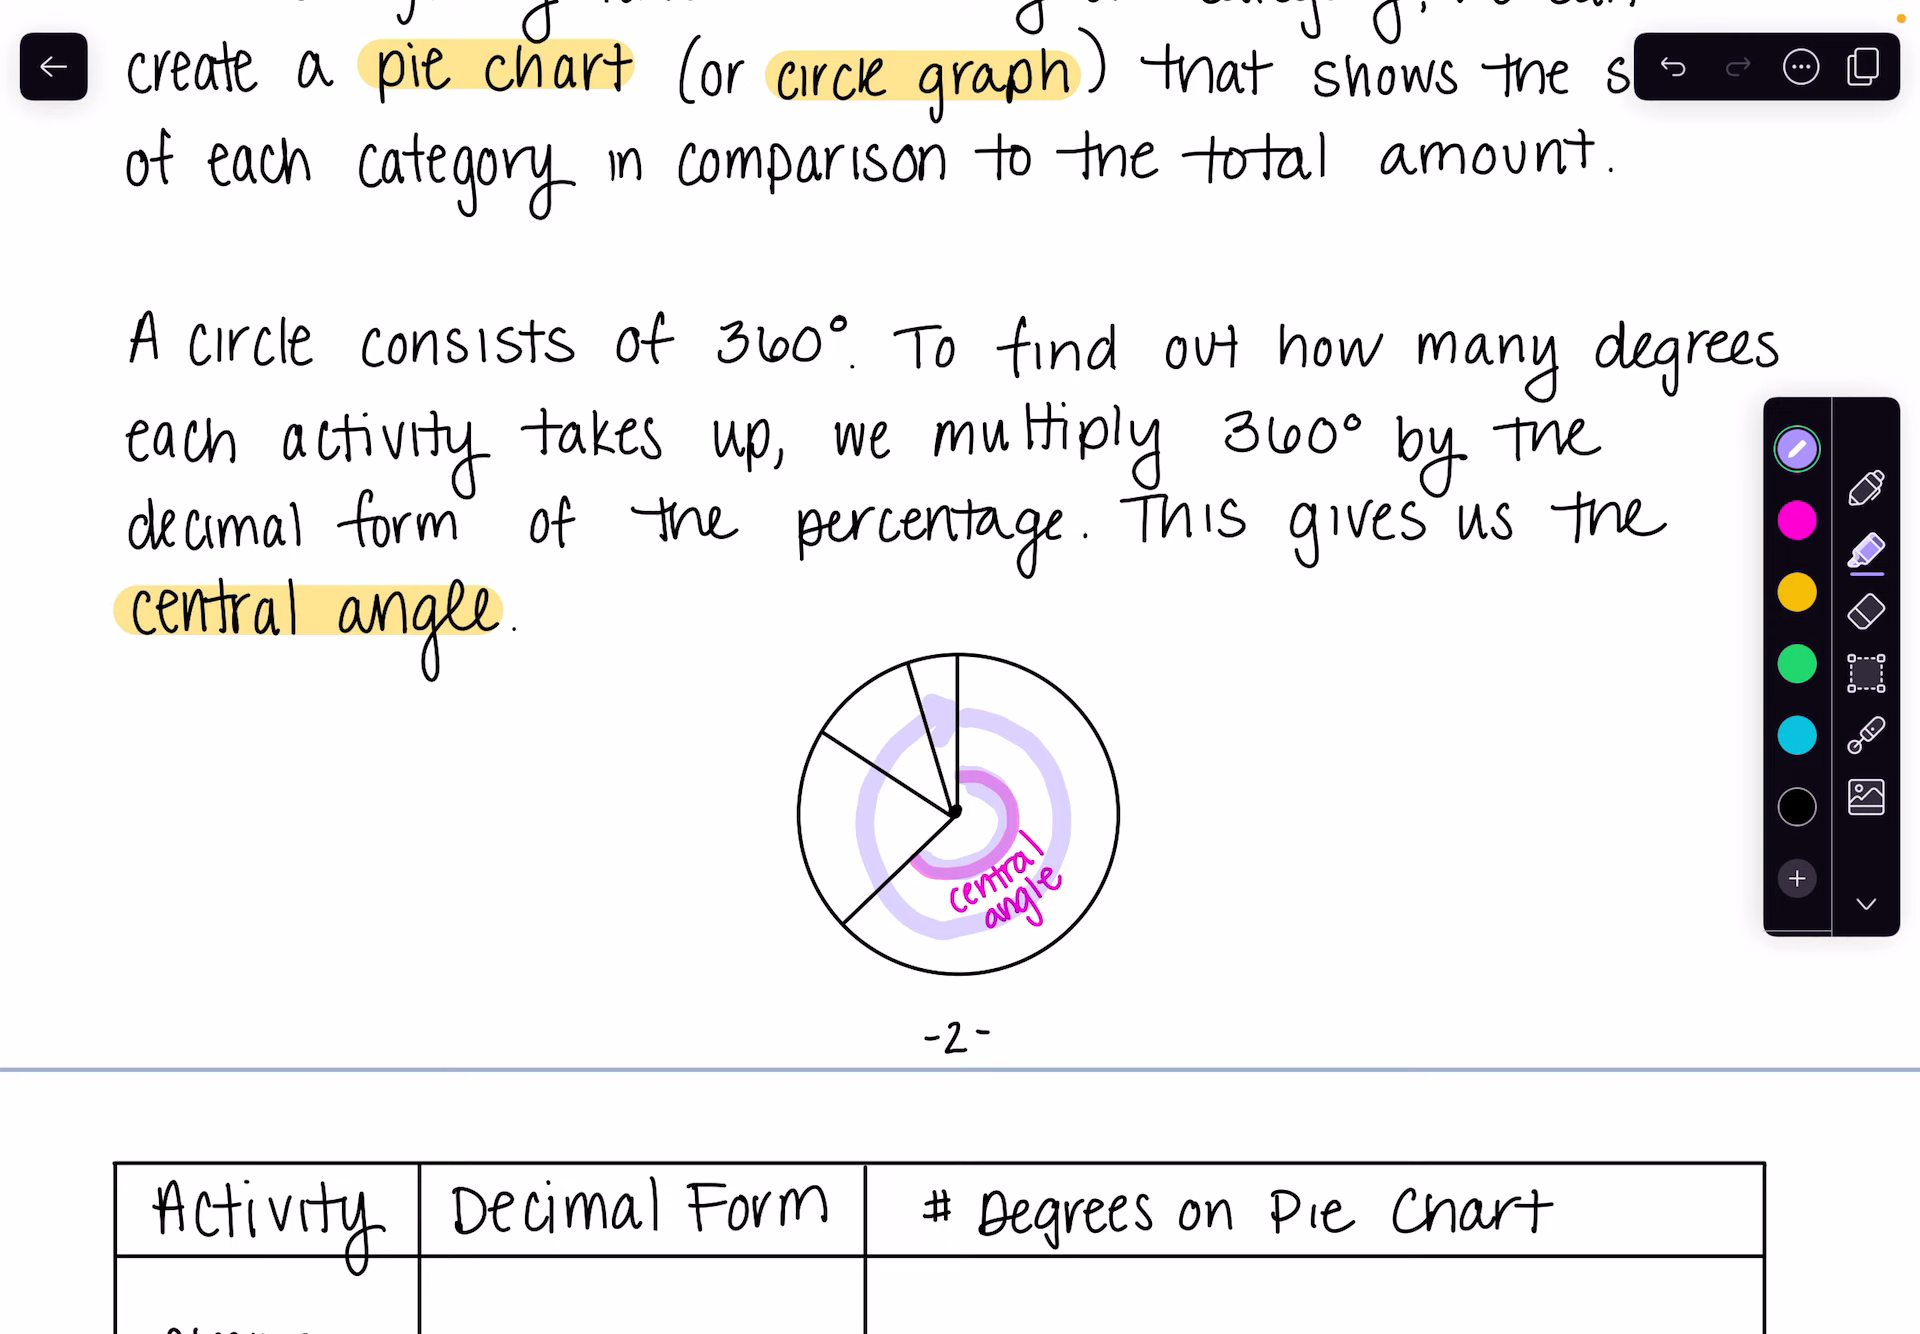 create a pie chart (or circle graph) that shows the s
of each category in comparison to the total amount.
A circle consists of 360°. To find out how many degrees
each activity takes up, we multiply 360° by the
decimal form of the percentage. This gives us the
central angle.
central
angle
-2-
Activity Decimal Form # Degrees on Pie Chart